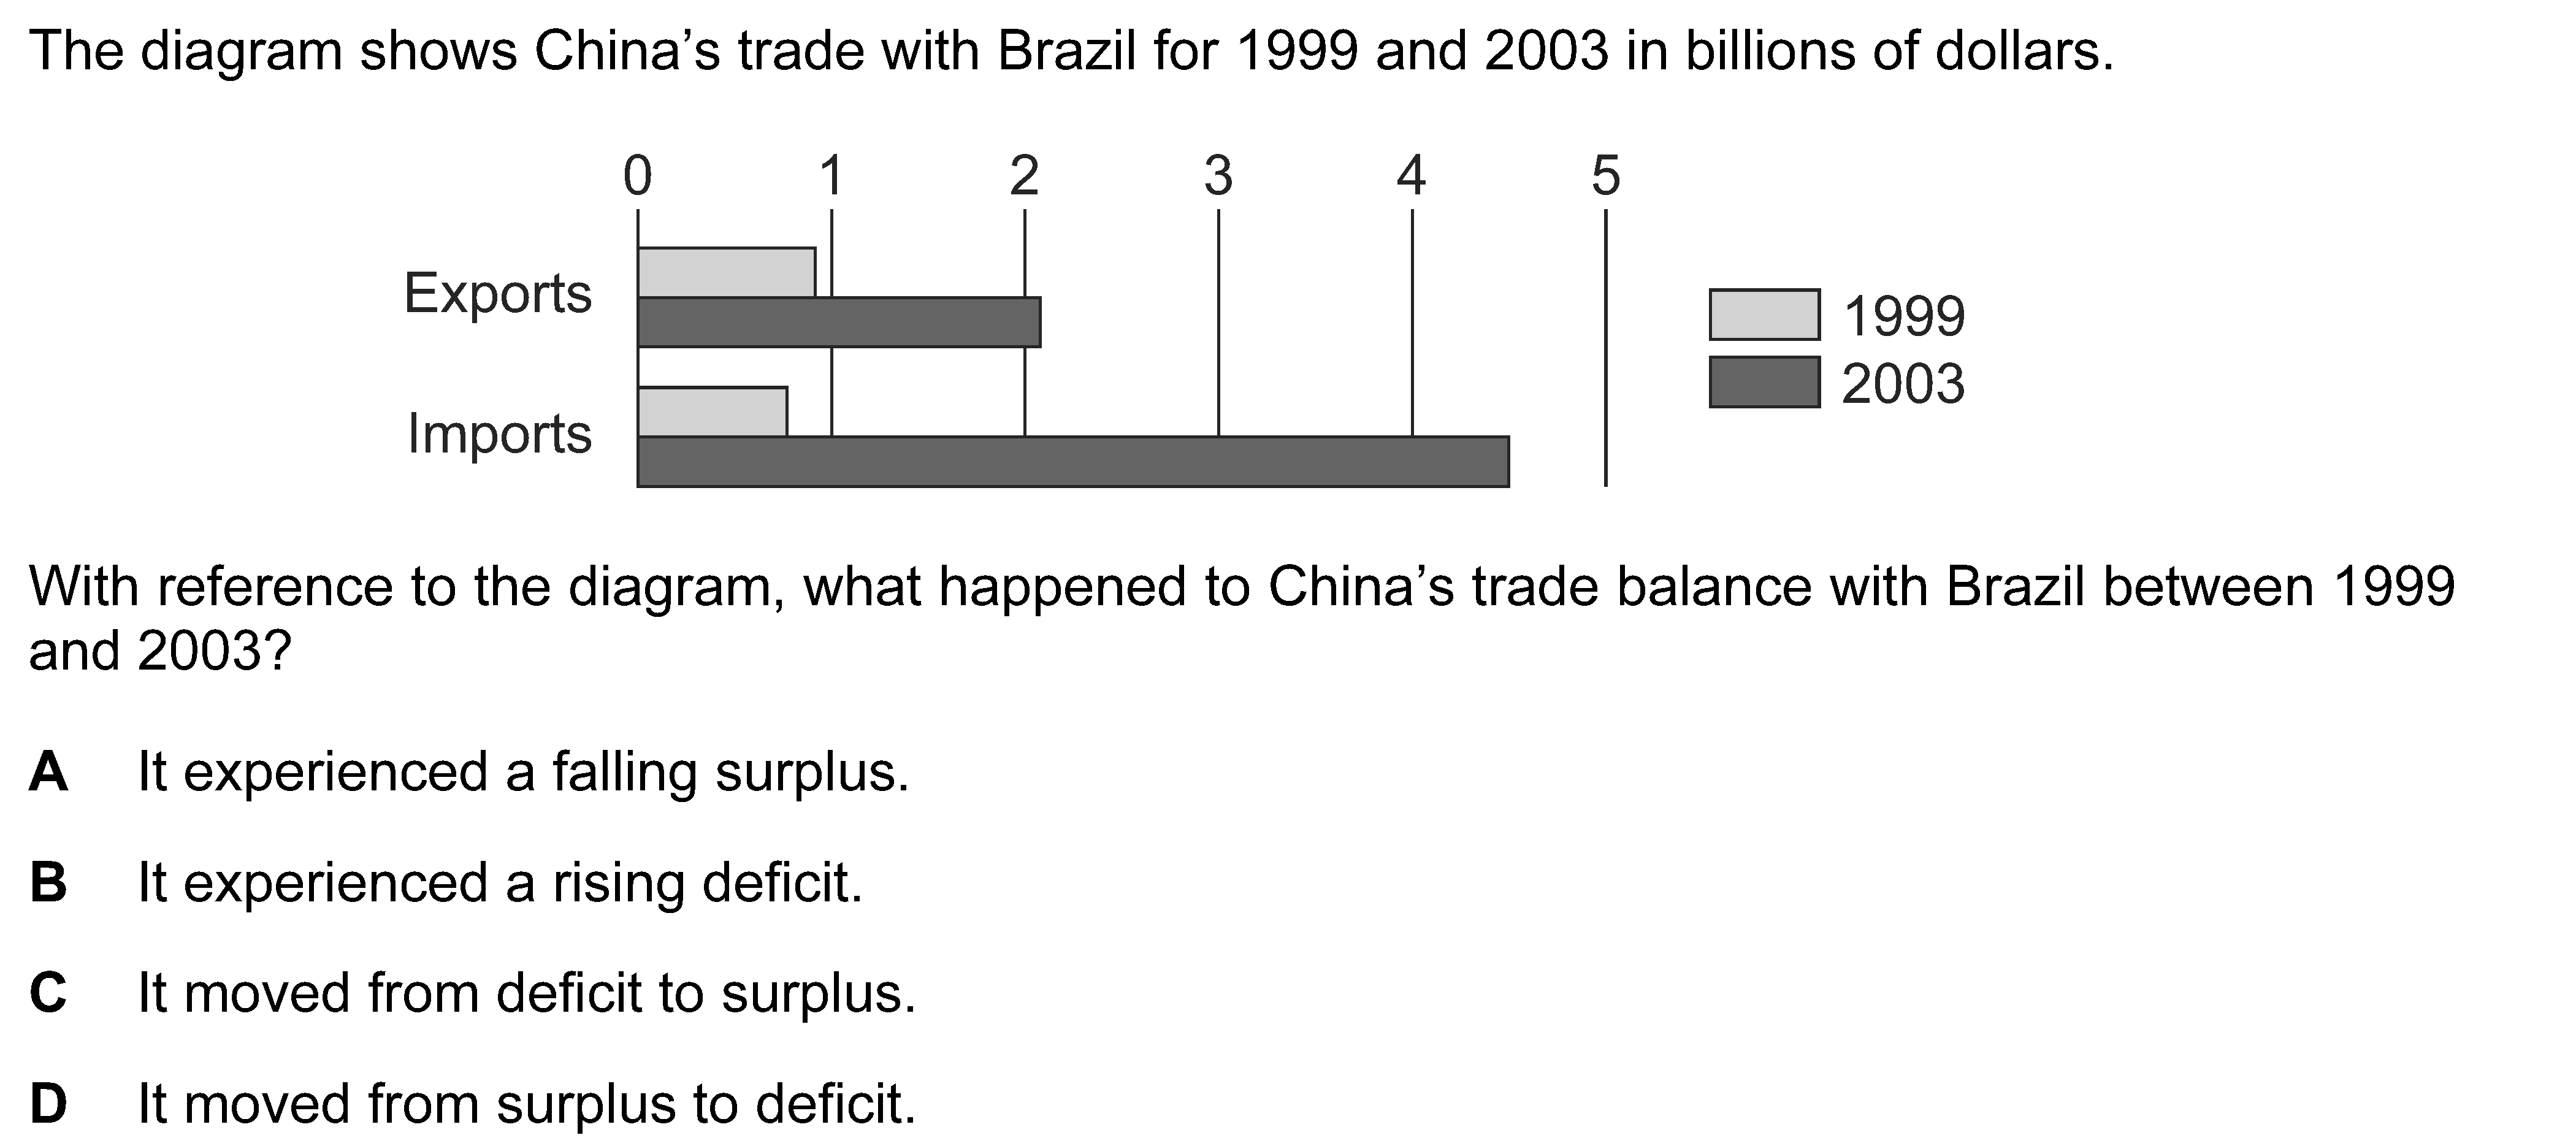 The diagram shows China’s trade with Brazil for 1999 and 2003 in billions of dollars.
0 1 2 3 4 5
Exports
Imports
1999
2003
With reference to the diagram, what happened to China’s trade balance with Brazil between 1999
and 2003?
A It experienced a falling surplus.
B It experienced a rising deficit.
C It moved from deficit to surplus.
D It moved from surplus to deficit.